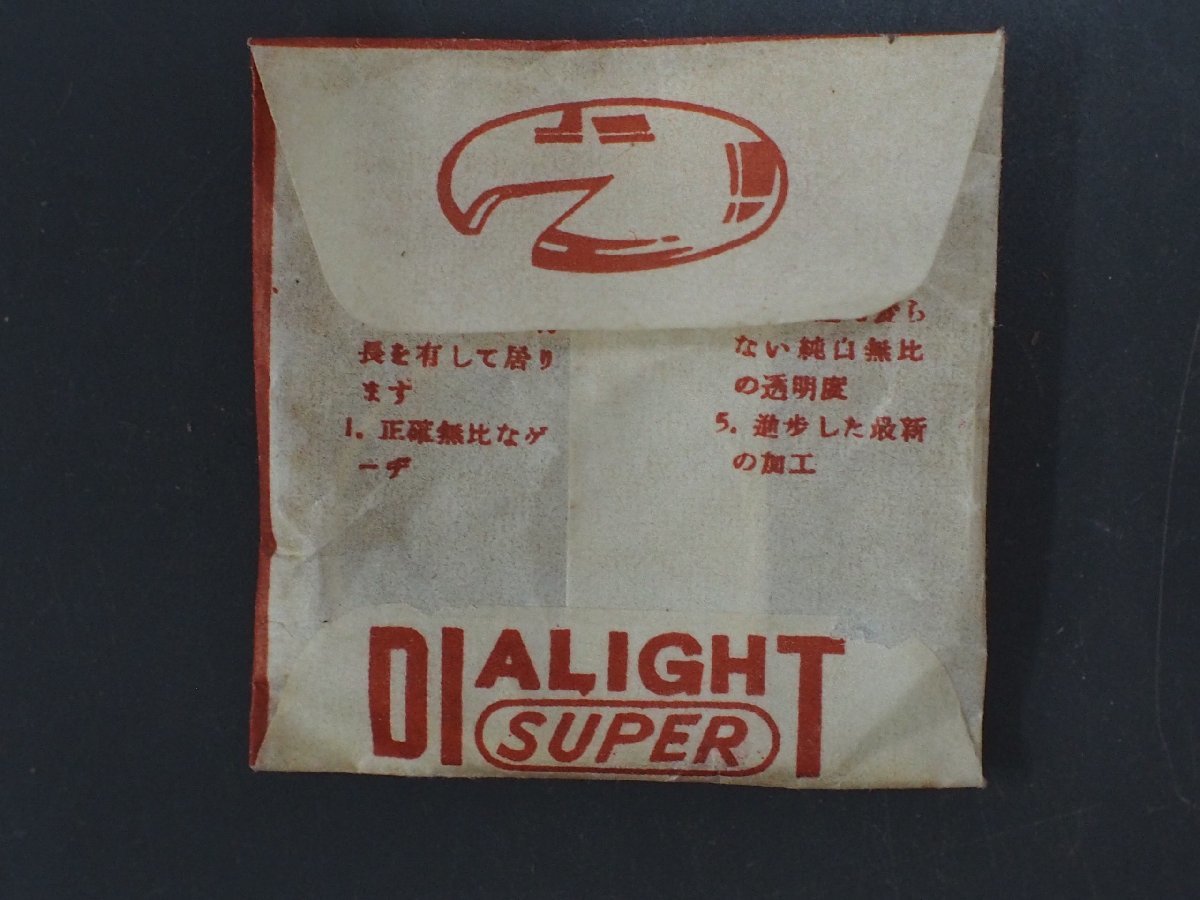 長を有して居り
ます
1. 正確無比なゲ
ーヂ
ら
ない純白無比
の透明度
5. 進歩した最新
の加工
DIALIGHT
SUPER